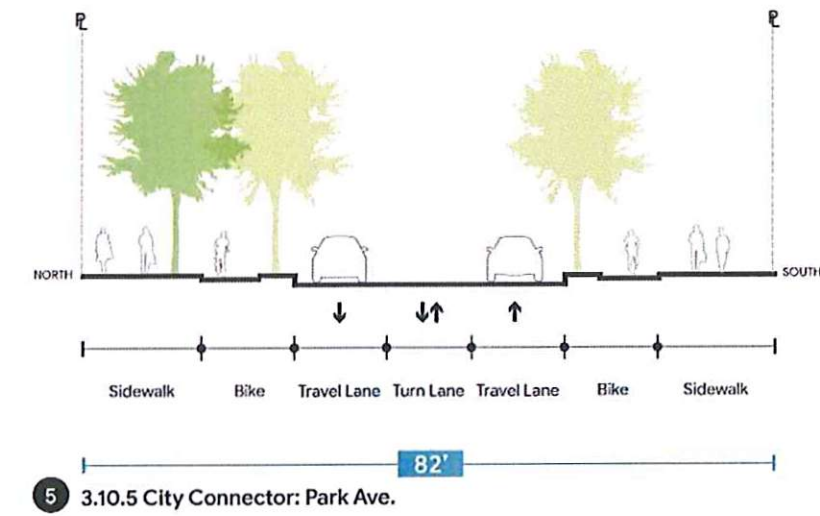 PL PL
NORTH SOUTH
Sidewalk Bike Travel Lane Turn Lane Travel Lane Bike Sidewalk
82'
5 3.10.5 City Connector: Park Ave.